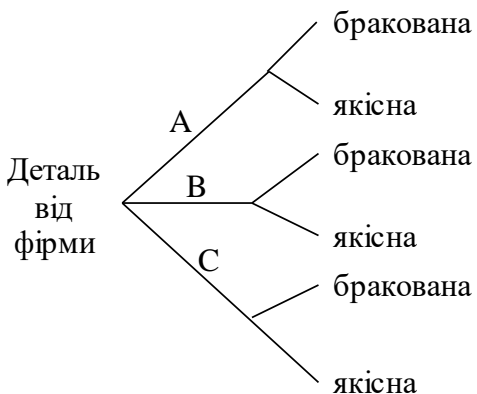 бракована
якісна
А
бракована
Деталь
від
фірми
В
якісна
С
бракована
якісна